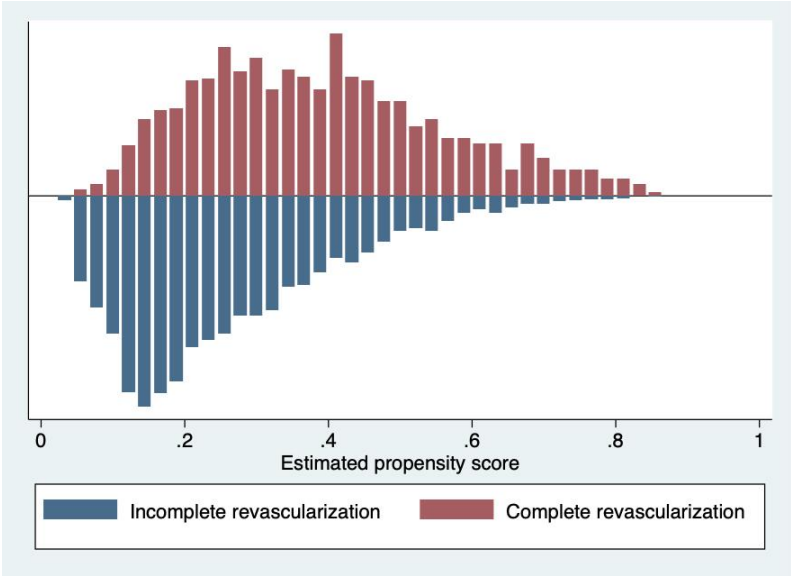 0 .2 .4 .6 .8 1
Estimated propensity score
Incomplete revascularization Complete revascularization